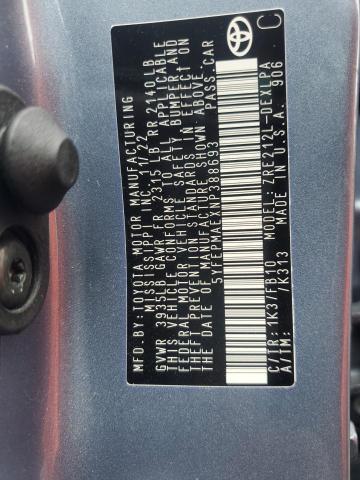 MFD.BY:TOYOTA MOTOR MANUFACTURING
MISSISSIPPI INC. 11/22
GVWR 3935LB GAWR FR 2315 LB RR 2140LB
THIS VEHICLE CONFORMS TO ALL APPLICABLE
FEDERAL MOTOR VEHICLE SAFETY BUMPER AND
THEFT PREVENTION STANDARDS IN EFFECT ON
THE DATE OF MANUFACTURE SHOWN ABOVE.
5YFEPMAEXNP388693 PASS.CAR
C/TR: 1K3/FB10 MODEL: ZRE212L-DEXLPA
A/TM: /K313 MADE IN U.S.A. 906
TOYOTA
C